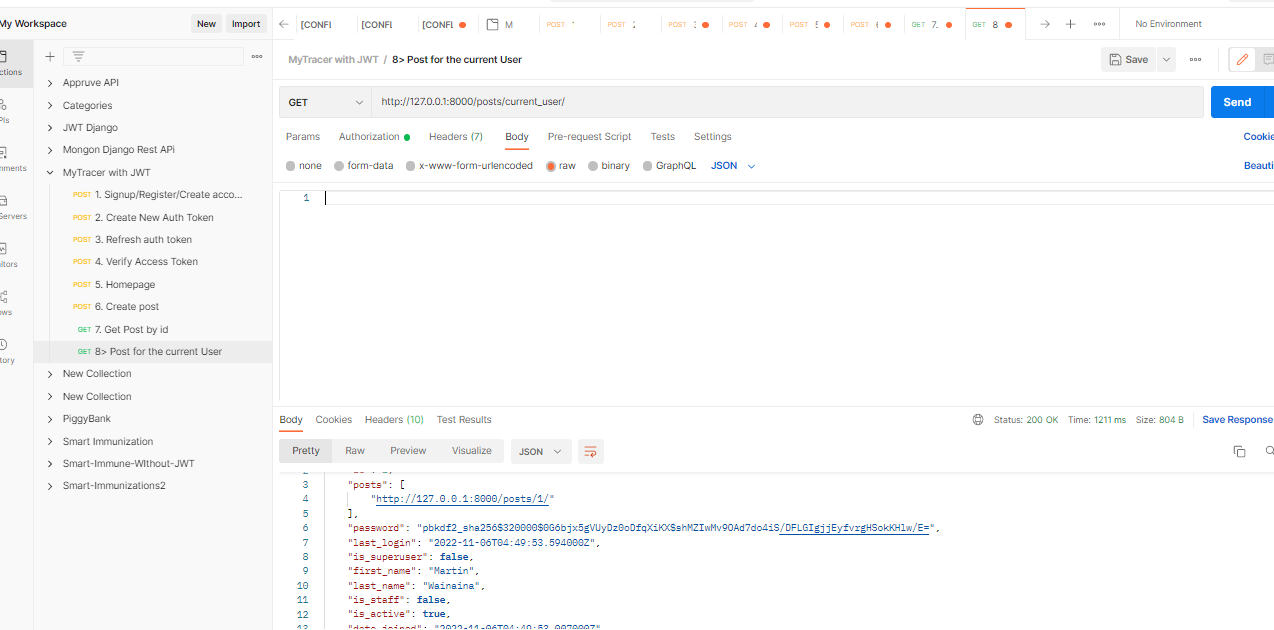 My Workspace New Import [CONFI [CONFI [CONFI M POST POST POST POST POST POST GET 7. GET 8 No Environment
MyTracer with JWT / 8> Post for the current User Save
ctions
Appruve API
Categories
JWT Django
Mongon Django Rest APi
MyTracer with JWT
POST 1. Signup/Register/Create acco...
POST 2. Create New Auth Token
POST 3. Refresh auth token
POST 4. Verify Access Token
POST 5. Homepage
POST 6. Create post
GET 7. Get Post by id
GET 8> Post for the current User
New Collection
New Collection
PiggyBank
Smart Immunization
Smart-Immune-WIthout-JWT
Smart-Immunizations2
PIs
nments
Servers
itors
ows
tory
GET http://127.0.0.1:8000/posts/current_user/ Send
Params Authorization Headers (7) Body Pre-request Script Tests Settings Cookie
none form-data x-www-form-urlencoded raw binary GraphQL JSON Beauti
1
Body Cookies Headers (10) Test Results Status: 200 OK Time: 1211 ms Size: 804 B Save Response
Pretty Raw Preview Visualize JSON
3 "posts": [
4 "http://127.0.0.1:8000/posts/1/"
5 ],
6 "password":
7 "last_login": "2022-11-06T04:49:53.594000Z",
8 "is_superuser": false,
9 "first_name": "Martin",
10 "last_name": "Wainaina",
11 "is_staff": false,
12 "is_active": true,
13 "date_joined": "2022-11-06T04:49:53.007000Z"